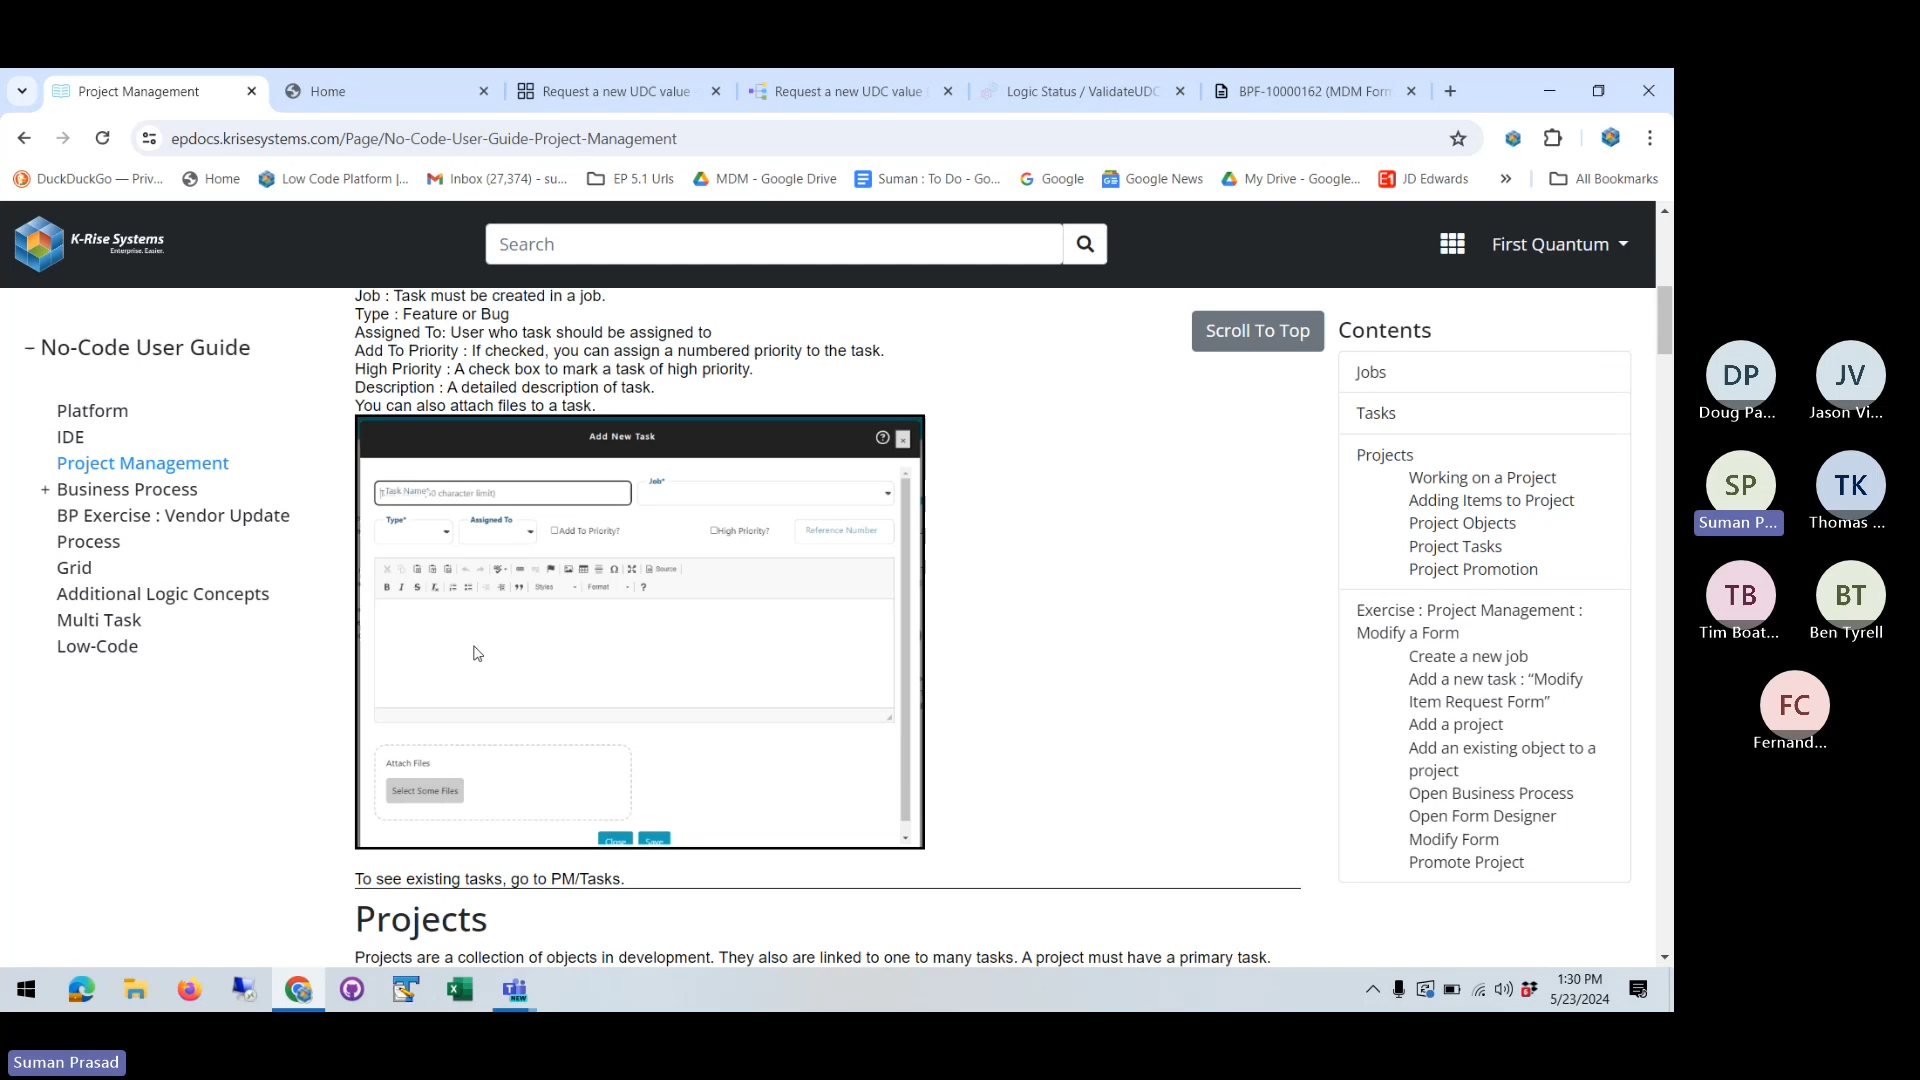 Project Management
Home
Request a new UDC value
Request a new UDC value
Logic Status / ValidateUDC
BPF-10000162 (MDM Form
epdocs.krisesystems.com/Page/No-Code-User-Guide-Project-Management
DuckDuckGo — Priv...
Home
Low Code Platform |...
Inbox (27,374) - su...
EP 5.1 Urls
MDM - Google Drive
Suman : To Do - Go...
Google
Google News
My Drive - Google...
JD Edwards
»
All Bookmarks
K-Rise Systems
Enterprise. Easier.
Search
First Quantum
– No-Code User Guide
Platform
IDE
Project Management
+ Business Process
BP Exercise : Vendor Update
Process
Grid
Additional Logic Concepts
Multi Task
Low-Code
Job : Task must be created in a job.
Type : Feature or Bug
Assigned To: User who task should be assigned to
Add To Priority : If checked, you can assign a numbered priority to the task.
High Priority : A check box to mark a task of high priority.
Description : A detailed description of task.
You can also attach files to a task.
Add New Task
Task Name*
character limit)
Job*
Type*
Assigned To
Add To Priority?
High Priority?
Reference Number
Source
B I S
Styles
Format
?
Attach Files
Select Some Files
Close
Save
To see existing tasks, go to PM/Tasks.
Projects
Projects are a collection of objects in development. They also are linked to one to many tasks. A project must have a primary task.
Scroll To Top
Contents
Jobs
Tasks
Projects
Working on a Project
Adding Items to Project
Project Objects
Project Tasks
Project Promotion
Exercise : Project Management :
Modify a Form
Create a new job
Add a new task : “Modify
Item Request Form”
Add a project
Add an existing object to a
project
Open Business Process
Open Form Designer
Modify Form
Promote Project
1:30 PM
5/23/2024
DP
Doug Pa...
JV
Jason Vi...
SP
Suman P...
TK
Thomas ...
TB
Tim Boat...
BT
Ben Tyrell
FC
Fernand...
Suman Prasad